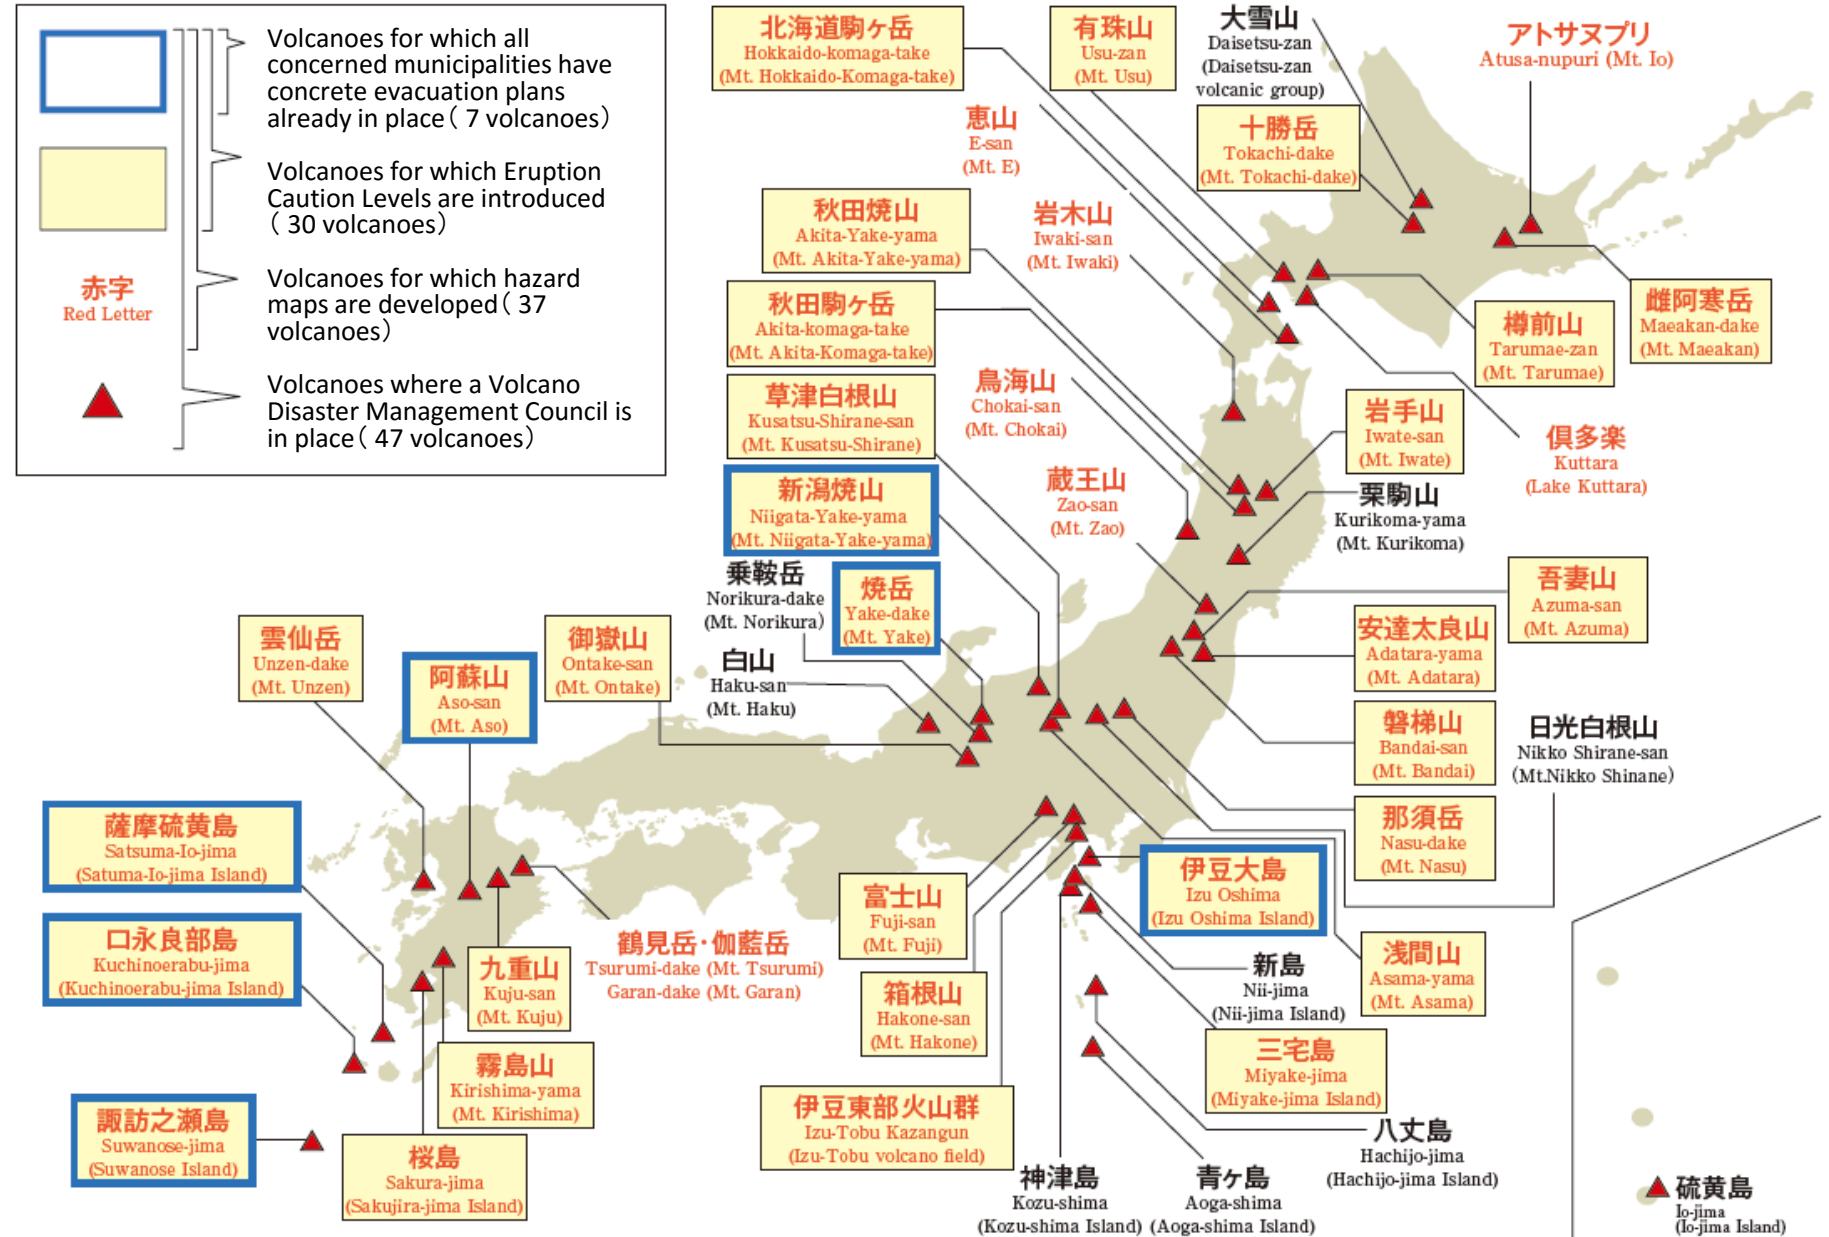 Volcanoes for which all
concerned municipalities have
concrete evacuation plans
already in place( 7 volcanoes)
Volcanoes for which Eruption
Caution Levels are introduced
( 30 volcanoes)
赤字
Red Letter
Volcanoes for which hazard
maps are developed( 37
volcanoes)
Volcanoes where a Volcano
Disaster Management Council is
in place( 47 volcanoes)
北海道駒ヶ岳
Hokkaido-komaga-take
(Mt. Hokkaido-Komaga-take)
有珠山
Usu-zan
(Mt. Usu)
大雪山
Daisetsu-zan
(Daisetsu-zan
volcanic group)
アトサヌプリ
Atusa-nupuri (Mt. Io)
恵山
E-san
(Mt. E)
十勝岳
Tokachi-dake
(Mt. Tokachi-dake)
秋田焼山
Akita-Yake-yama
(Mt. Akita-Yake-yama)
岩木山
Iwaki-san
(Mt. Iwaki)
秋田駒ヶ岳
Akita-komaga-take
(Mt. Akita-Komaga-take)
樽前山
Tarumae-zan
(Mt. Tarumae)
雌阿寒岳
Maeakan-dake
(Mt. Maeakan)
草津白根山
Kusatsu-Shirane-san
(Mt. Kusatsu-Shirane)
鳥海山
Chokai-san
(Mt. Chokai)
岩手山
Iwate-san
(Mt. Iwate)
倶多楽
Kuttara
(Lake Kuttara)
新潟焼山
Niigata-Yake-yama
(Mt. Niigata-Yake-yama)
蔵王山
Zao-san
(Mt. Zao)
栗駒山
Kurikoma-yama
(Mt. Kurikoma)
乗鞍岳
Norikura-dake
(Mt. Norikura)
焼岳
Yake-dake
(Mt. Yake)
吾妻山
Azuma-san
(Mt. Azuma)
雲仙岳
Unzen-dake
(Mt. Unzen)
阿蘇山
Aso-san
(Mt. Aso)
御嶽山
Ontake-san
(Mt. Ontake)
白山
Haku-san
(Mt. Haku)
安達太良山
Adatara-yama
(Mt. Adatara)
磐梯山
Bandai-san
(Mt. Bandai)
日光白根山
Nikko Shirane-san
(Mt.Nikko Shinane)
薩摩硫黄島
Satsuma-Io-jima
(Satuma-Io-jima Island)
那須岳
Nasu-dake
(Mt. Nasu)
伊豆大島
Izu Oshima
(Izu Oshima Island)
富士山
Fuji-san
(Mt. Fuji)
口永良部島
Kuchinoerabu-jima
(Kuchinoerabu-jima Island)
九重山
Kuju-san
(Mt. Kuju)
鶴見岳・伽藍岳
Tsurumi-dake (Mt. Tsurumi)
Garan-dake (Mt. Garan)
浅間山
Asama-yama
(Mt. Asama)
新島
Nii-jima
(Nii-jima Island)
箱根山
Hakone-san
(Mt. Hakone)
霧島山
Kirishima-yama
(Mt. Kirishima)
三宅島
Miyake-jima
(Miyake-jima Island)
諏訪之瀬島
Suwanose-jima
(Suwanose Island)
桜島
Sakura-jima
(Sakujira-jima Island)
伊豆東部火山群
Izu-Tobu Kazangun
(Izu-Tobu volcano field)
八丈島
Hachijo-jima
(Hachijo-jima Island)
神津島
Kozu-shima
(Kozu-shima Island)
青ヶ島
Aoga-shima
(Aoga-shima Island)
硫黄島
Io-jima
(Io-jima Island)